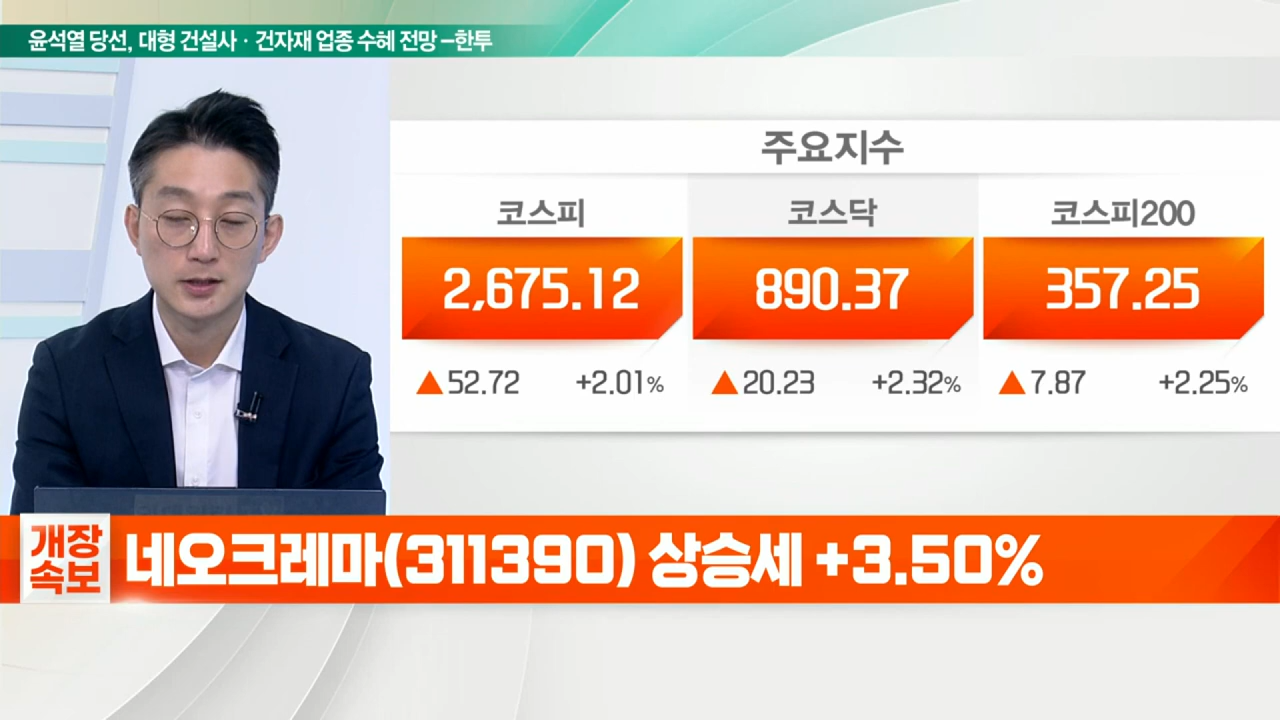 윤석열 당선, 대형 건설사·건자재 업종 수혜 전망 –한투
주요지수
코스피 코스닥 코스피200
2,675.12 890.37 357.25
▲52.72 +2.01% ▲20.23 +2.32% ▲7.87 +2.25%
개장
속보
네오크레마(311390) 상승세 +3.50%